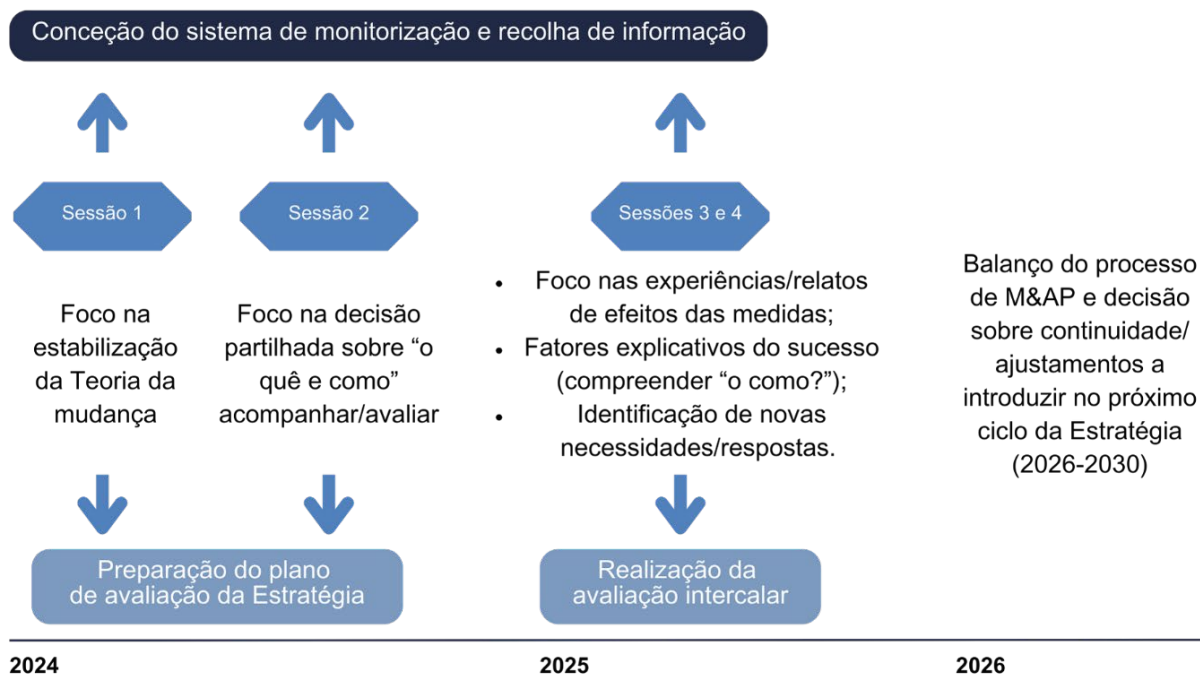 Conceção do sistema de monitorização e recolha de informação
Sessão 1
Sessão 2
Sessões 3 e 4
Foco na
estabilização
da Teoria da
mudança
Foco na decisão
partilhada sobre “o
quê e como”
acompanhar/avaliar
• Foco nas experiências/relatos
de efeitos das medidas;
• Fatores explicativos do sucesso
(compreender “o como?”);
• Identificação de novas
necessidades/respostas.
Balanço do processo
de M&AP e decisão
sobre continuidade/
ajustamentos a
introduzir no próximo
ciclo da Estratégia
(2026-2030)
Preparação do plano
de avaliação da Estratégia
Realização da
avaliação intercalar
2024
2025
2026